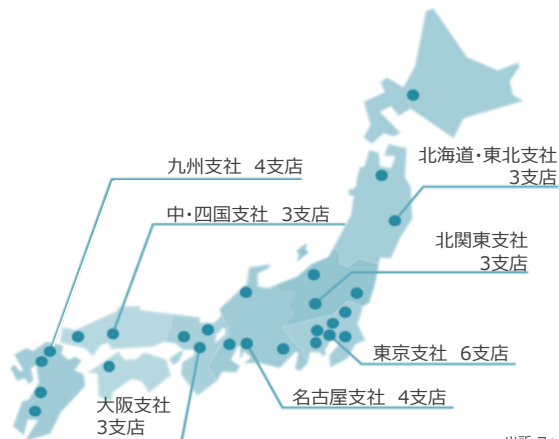 北海道・東北支社
3支店
九州支社 4支店
中・四国支社 3支店
北関東支社
3支店
東京支社 6支店
名古屋支社 4支店
大阪支社
3支店